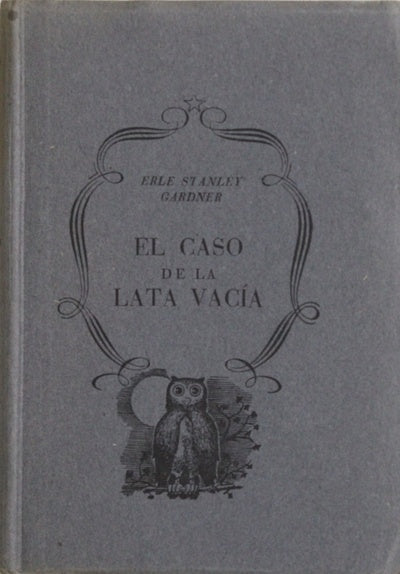 ERLE STANLEY
GARDNER
EL CASO
DE LA
LATA VACÍA